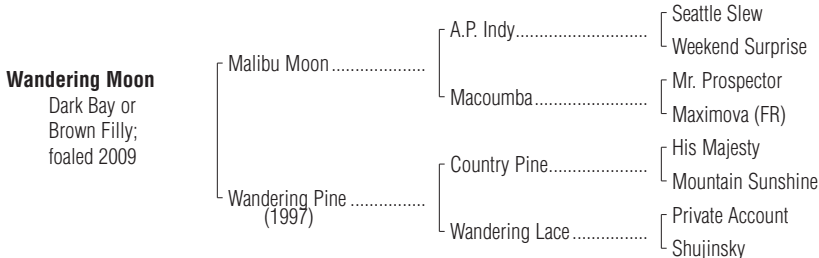 Wandering Moon
Dark Bay or
Brown Filly;
foaled 2009
Malibu Moon....................
Wandering Pine ................
(1997)
A.P. Indy............................
Macoumba........................
Country Pine.....................
Wandering Lace................
Seattle Slew
Weekend Surprise
Mr. Prospector
Maximova (FR)
His Majesty
Mountain Sunshine
Private Account
Shujinsky